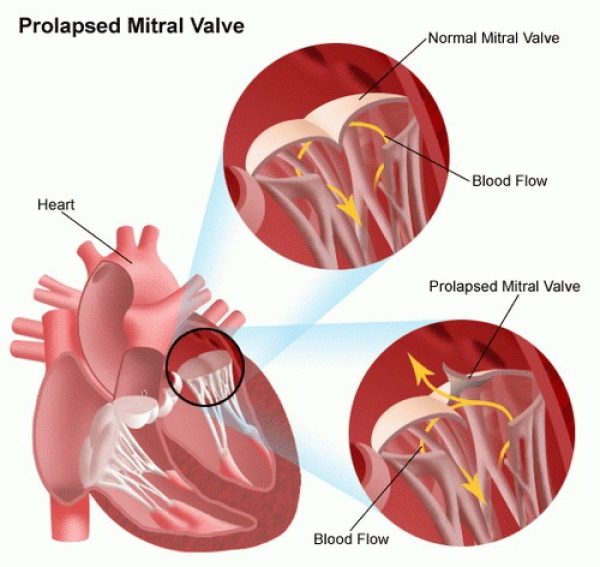 Prolapsed Mitral Valve
Normal Mitral Valve
Blood Flow
Heart
Prolapsed Mitral Valve
Blood Flow